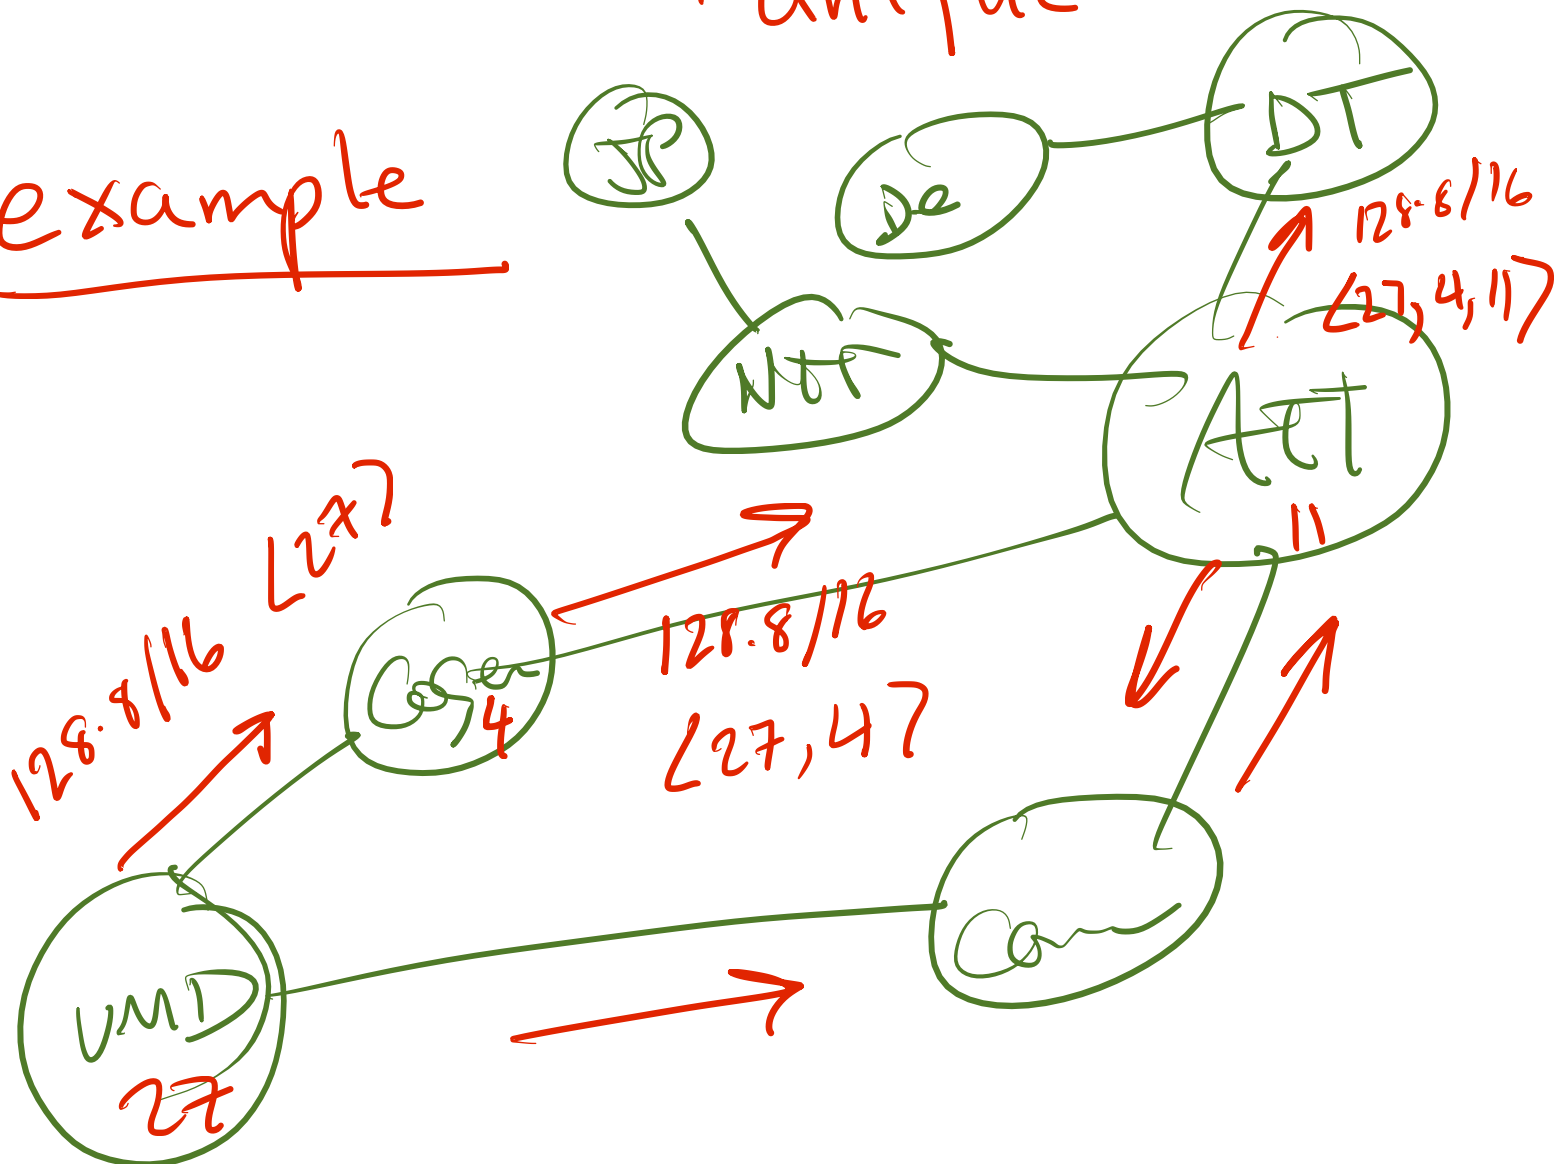 unique
example
JP
De
DT
128.8/16
[27,4,11]
NTT
ATT
11
[27]
128.8/16
Cogen
4
128.8/16
[27,4]
UMD
27